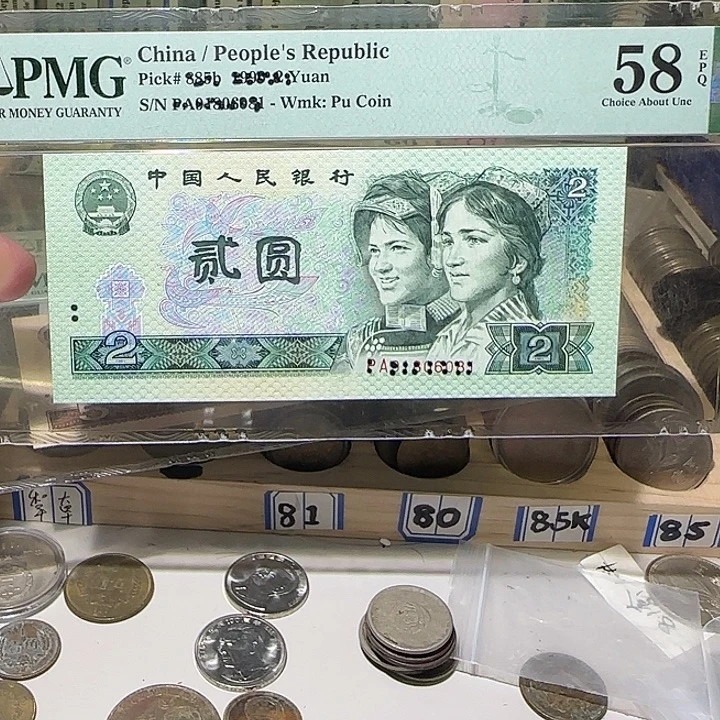 PMG
R MONEY GUARANTY
China / People's Republic
Pick# 2 Yuan
S/N - Wmk: Pu Coin
58
EPQ
Choice About Unc
中国人民银行
贰圆
2
2
2
81
80
85K
85